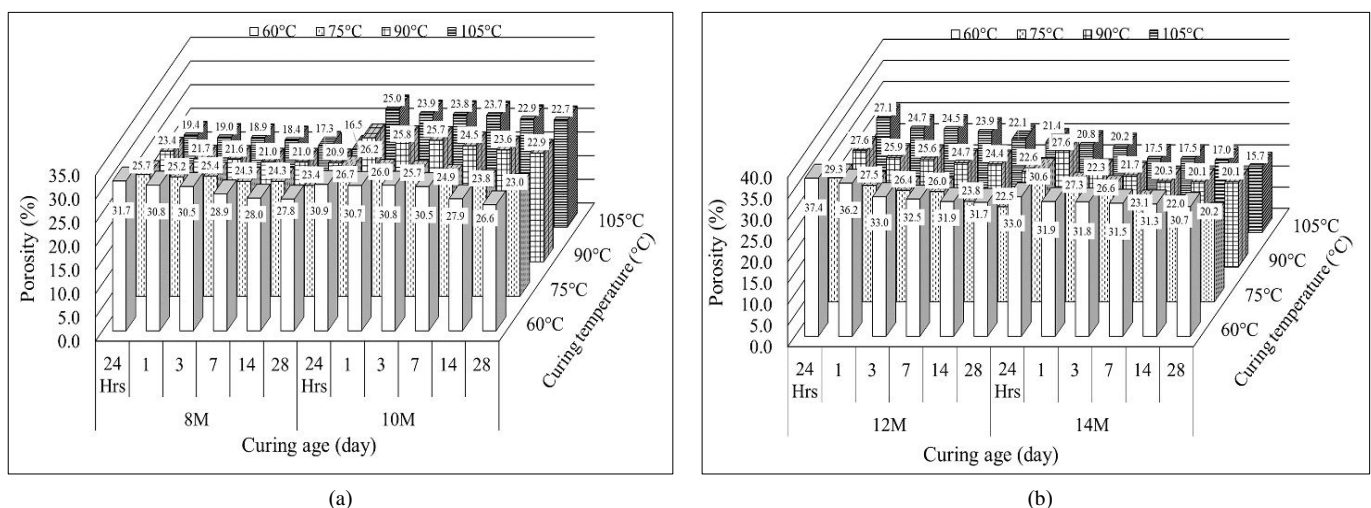 60°C 75°C 90°C 105°C
19.4 19.0 18.9 18.4 17.3 16.5 25.0 23.9 23.8 23.7 22.9 22.7
23.4 21.7 21.6 21.0 21.0 20.9 26.2 25.8 25.7 24.5 23.6 22.9
25.7 25.2 25.4 24.3 24.3 23.4 26.7 26.0 25.7 24.9 23.8 23.0
31.7 30.8 30.5 28.9 28.0 27.8 30.9 30.7 30.8 30.5 27.9 26.6
Porosity (%)
35.0
30.0
25.0
20.0
15.0
10.0
5.0
0.0
105°C
90°C
75°C
60°C
Curing temperature (°C)
24 1 3 7 14 28 24 1 3 7 14 28
Hrs Hrs
8M 10M
Curing age (day)
(a)
60°C 75°C 90°C 105°C
27.1 24.7 24.5 23.9 22.1 21.4 20.8 20.2 17.5 17.5 17.0 15.7
27.6 25.9 25.6 24.7 24.4 22.6 27.6 22.3 21.7 20.3 20.1 20.1
29.3 27.5 26.4 26.0 23.8 22.5 30.6 27.3 26.6 23.1 22.0 20.2
37.4 36.2 33.0 32.5 31.9 31.7 33.0 31.9 31.8 31.5 31.3 30.7
Porosity (%)
40.0
35.0
30.0
25.0
20.0
15.0
10.0
5.0
0.0
105°C
90°C
75°C
60°C
Curing temperature (°C)
24 1 3 7 14 28 24 1 3 7 14 28
Hrs Hrs
12M 14M
Curing age (day)
(b)